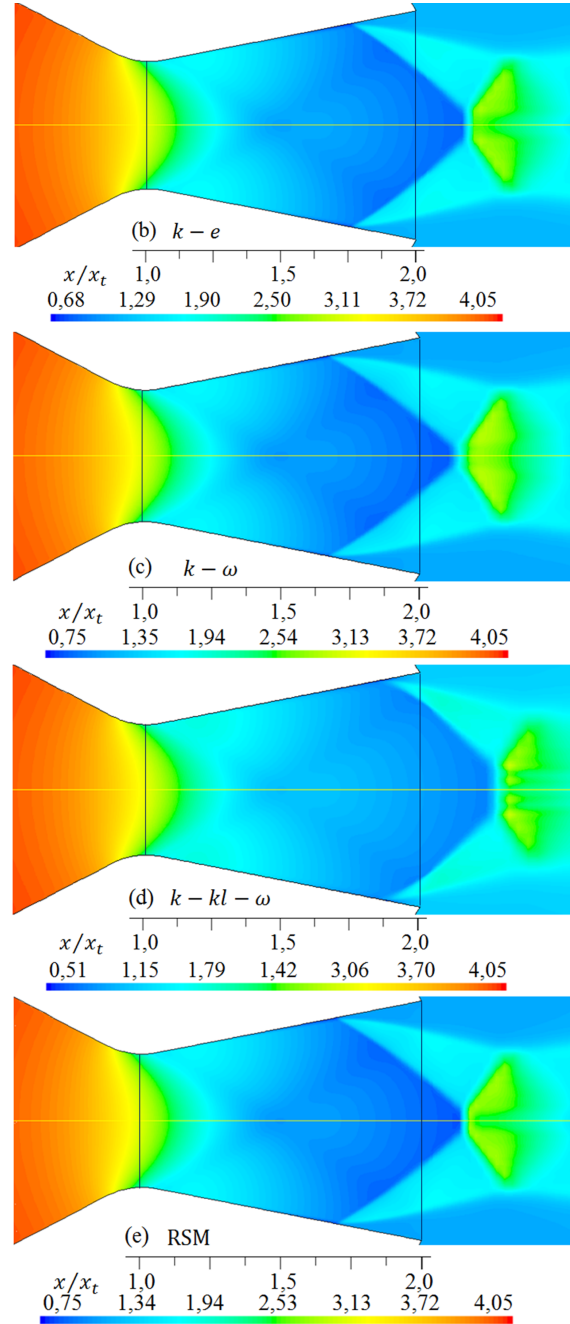 (b) k − e
x/xₜ 1,0 1,5 2,0
0,68 1,29 1,90 2,50 3,11 3,72 4,05
(c) k − ω
x/xₜ 1,0 1,5 2,0
0,75 1,35 1,94 2,54 3,13 3,72 4,05
(d) k − kl − ω
x/xₜ 1,0 1,5 2,0
0,51 1,15 1,79 1,42 3,06 3,70 4,05
(e) RSM
x/xₜ 1,0 1,5 2,0
0,75 1,34 1,94 2,53 3,13 3,72 4,05